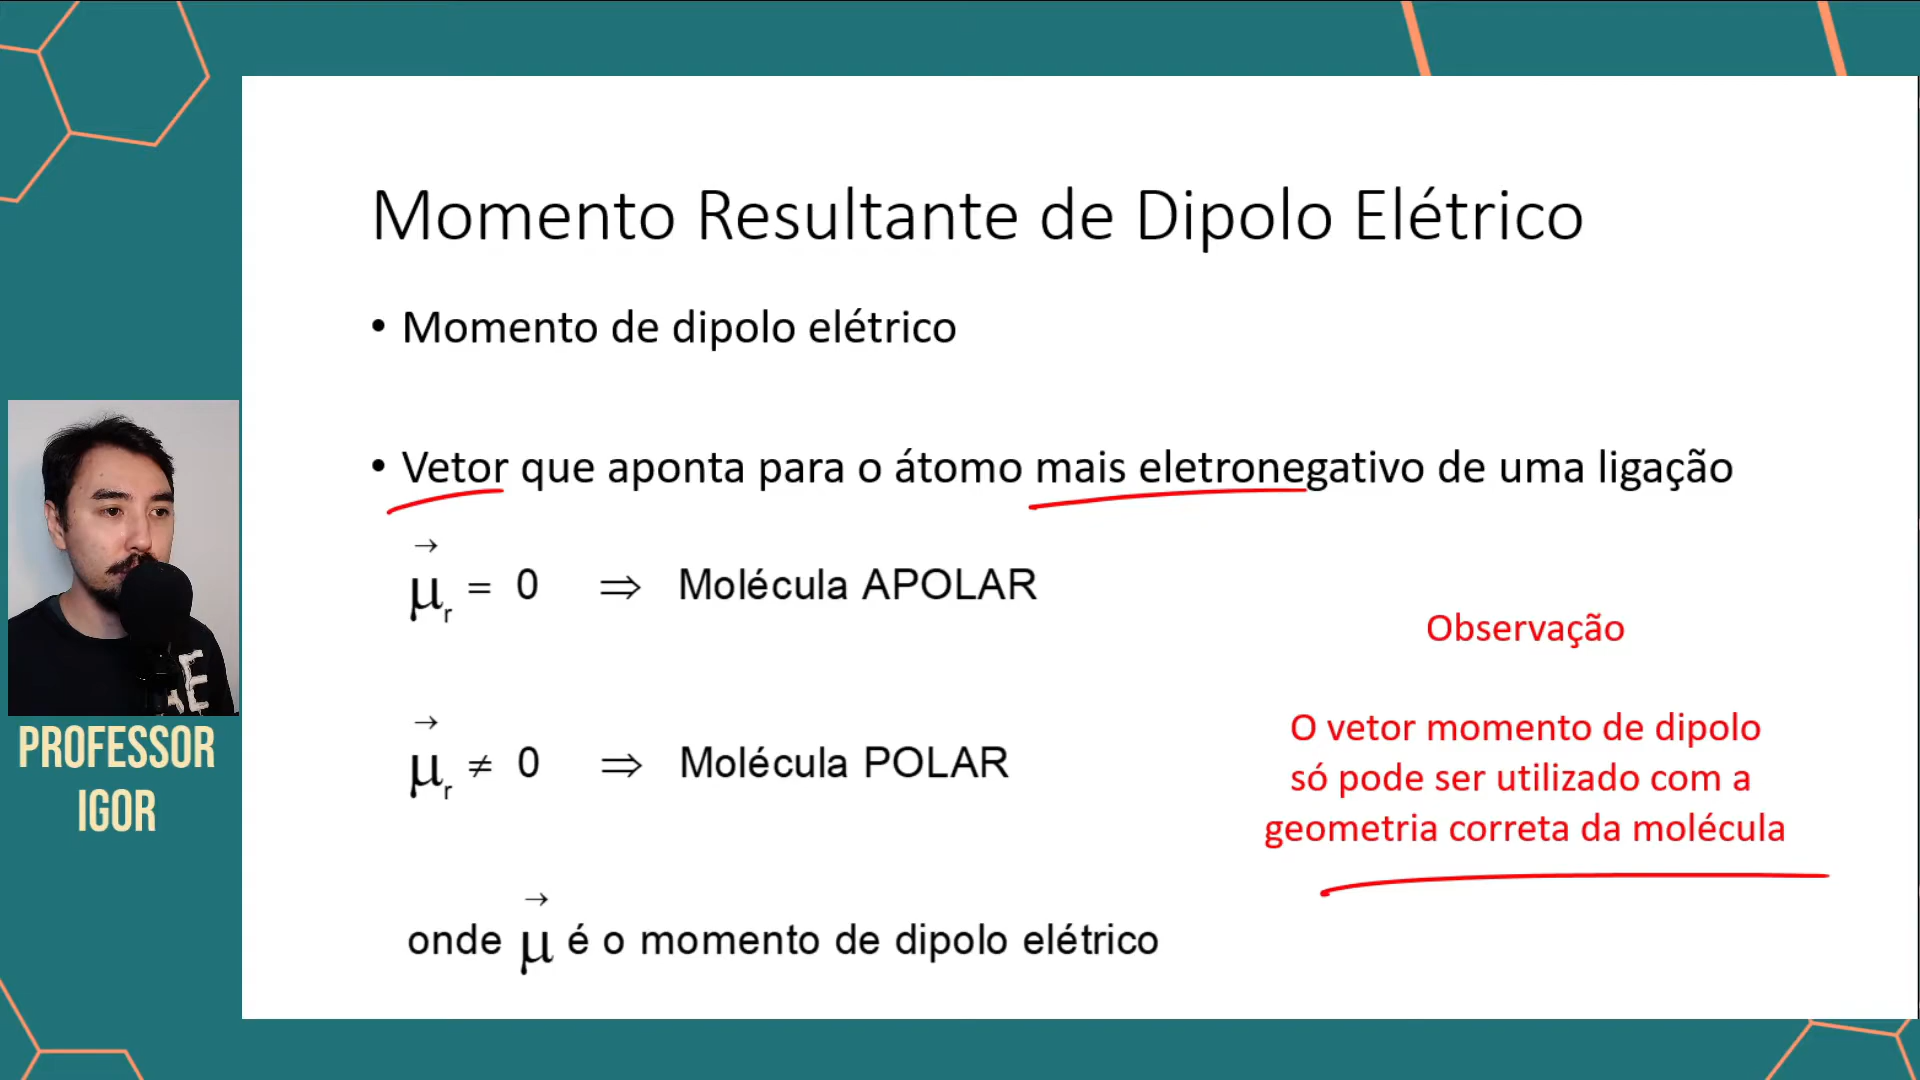 Momento Resultante de Dipolo Elétrico
• Momento de dipolo elétrico
• Vetor que aponta para o átomo mais eletronegativo de uma ligação
μ⃗r = 0 ⇒ Molécula APOLAR
Observação
O vetor momento de dipolo
só pode ser utilizado com a
geometria correta da molécula
μ⃗r ≠ 0 ⇒ Molécula POLAR
onde μ⃗ é o momento de dipolo elétrico
PROFESSOR
IGOR